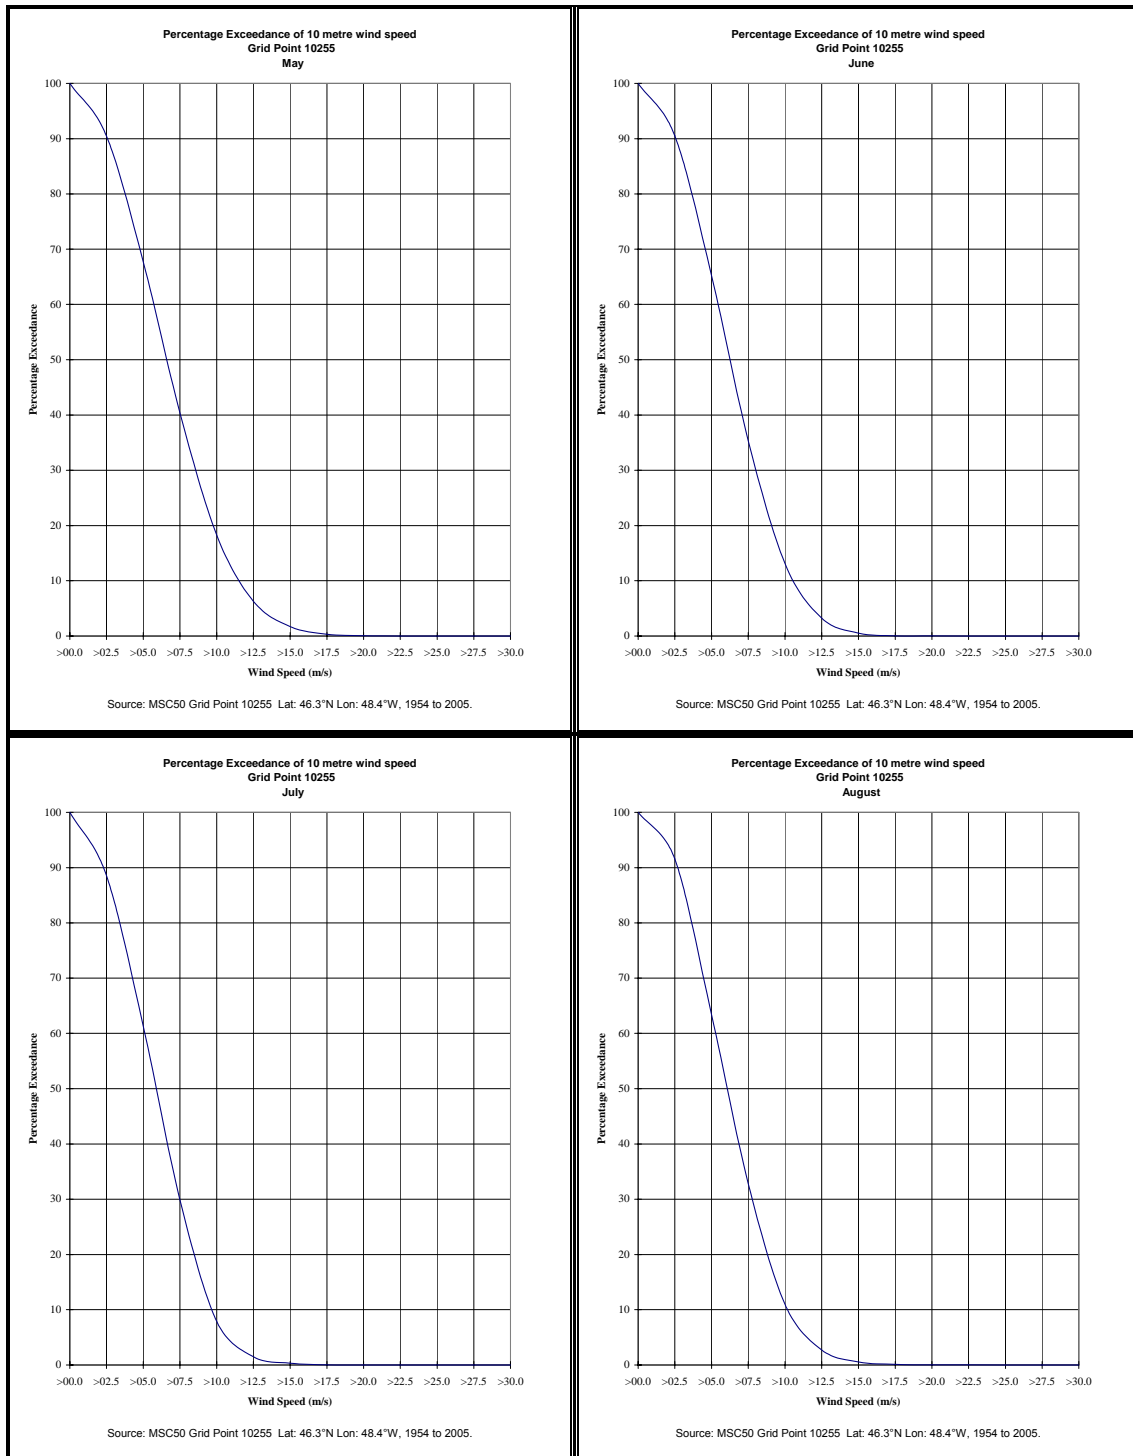 Percentage Exceedance of 10 metre wind speed
Grid Point 10255
May
100
90
80
70
60
50
40
30
20
10
0
Percentage Exceedance
>00.0 >02.5 >05.0 >07.5 >10.0 >12.5 >15.0 >17.5 >20.0 >22.5 >25.0 >27.5 >30.0
Wind Speed (m/s)
Source: MSC50 Grid Point 10255 Lat: 46.3°N Lon: 48.4°W, 1954 to 2005.
Percentage Exceedance of 10 metre wind speed
Grid Point 10255
June
100
90
80
70
60
50
40
30
20
10
0
Percentage Exceedance
>00.0 >02.5 >05.0 >07.5 >10.0 >12.5 >15.0 >17.5 >20.0 >22.5 >25.0 >27.5 >30.0
Wind Speed (m/s)
Source: MSC50 Grid Point 10255 Lat: 46.3°N Lon: 48.4°W, 1954 to 2005.
Percentage Exceedance of 10 metre wind speed
Grid Point 10255
July
100
90
80
70
60
50
40
30
20
10
0
Percentage Exceedance
>00.0 >02.5 >05.0 >07.5 >10.0 >12.5 >15.0 >17.5 >20.0 >22.5 >25.0 >27.5 >30.0
Wind Speed (m/s)
Source: MSC50 Grid Point 10255 Lat: 46.3°N Lon: 48.4°W, 1954 to 2005.
Percentage Exceedance of 10 metre wind speed
Grid Point 10255
August
100
90
80
70
60
50
40
30
20
10
0
Percentage Exceedance
>00.0 >02.5 >05.0 >07.5 >10.0 >12.5 >15.0 >17.5 >20.0 >22.5 >25.0 >27.5 >30.0
Wind Speed (m/s)
Source: MSC50 Grid Point 10255 Lat: 46.3°N Lon: 48.4°W, 1954 to 2005.